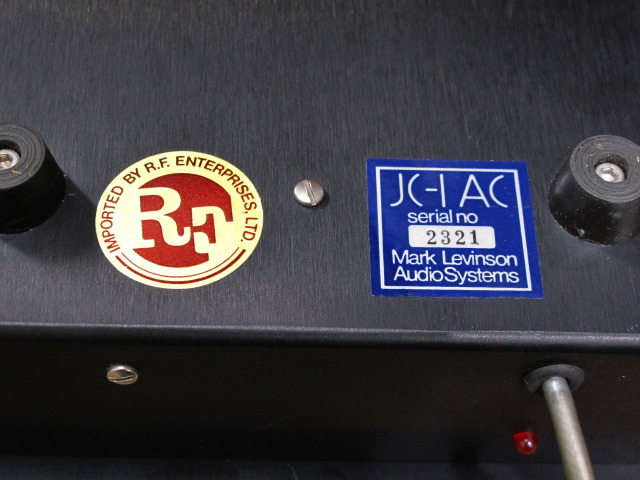 IMPORTED BY R.F. ENTERPRISES, LTD.
RF
JC-1 AC
serial no
2321
Mark Levinson
Audio Systems